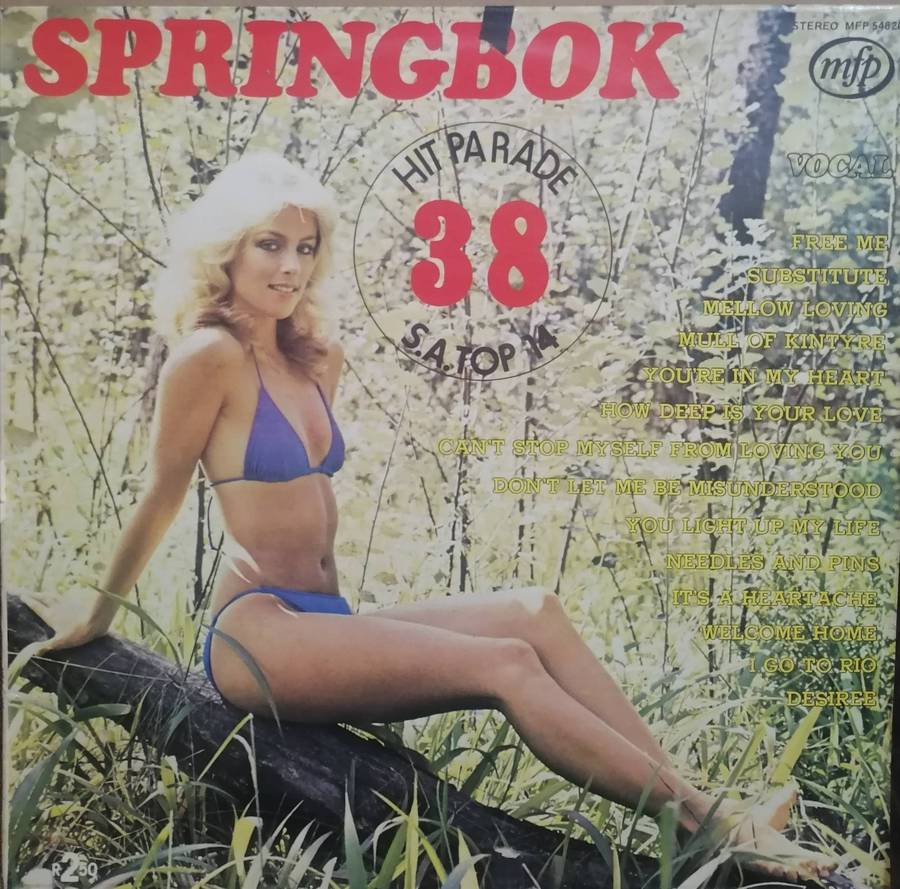 SPRINGBOK
STEREO MFP 5462
mfp
HIT PARADE
38
S.A. TOP 14
VOCAL
FREE ME
SUBSTITUTE
MELLOW LOVING
MULL OF KINTYRE
YOU'RE IN MY HEART
HOW DEEP IS YOUR LOVE
CAN'T STOP MYSELF FROM LOVING YOU
DON'T LET ME BE MISUNDERSTOOD
YOU LIGHT UP MY LIFE
NEEDLES AND PINS
IT'S A HEARTACHE
WELCOME HOME
I GO TO RIO
DESIREE
R250